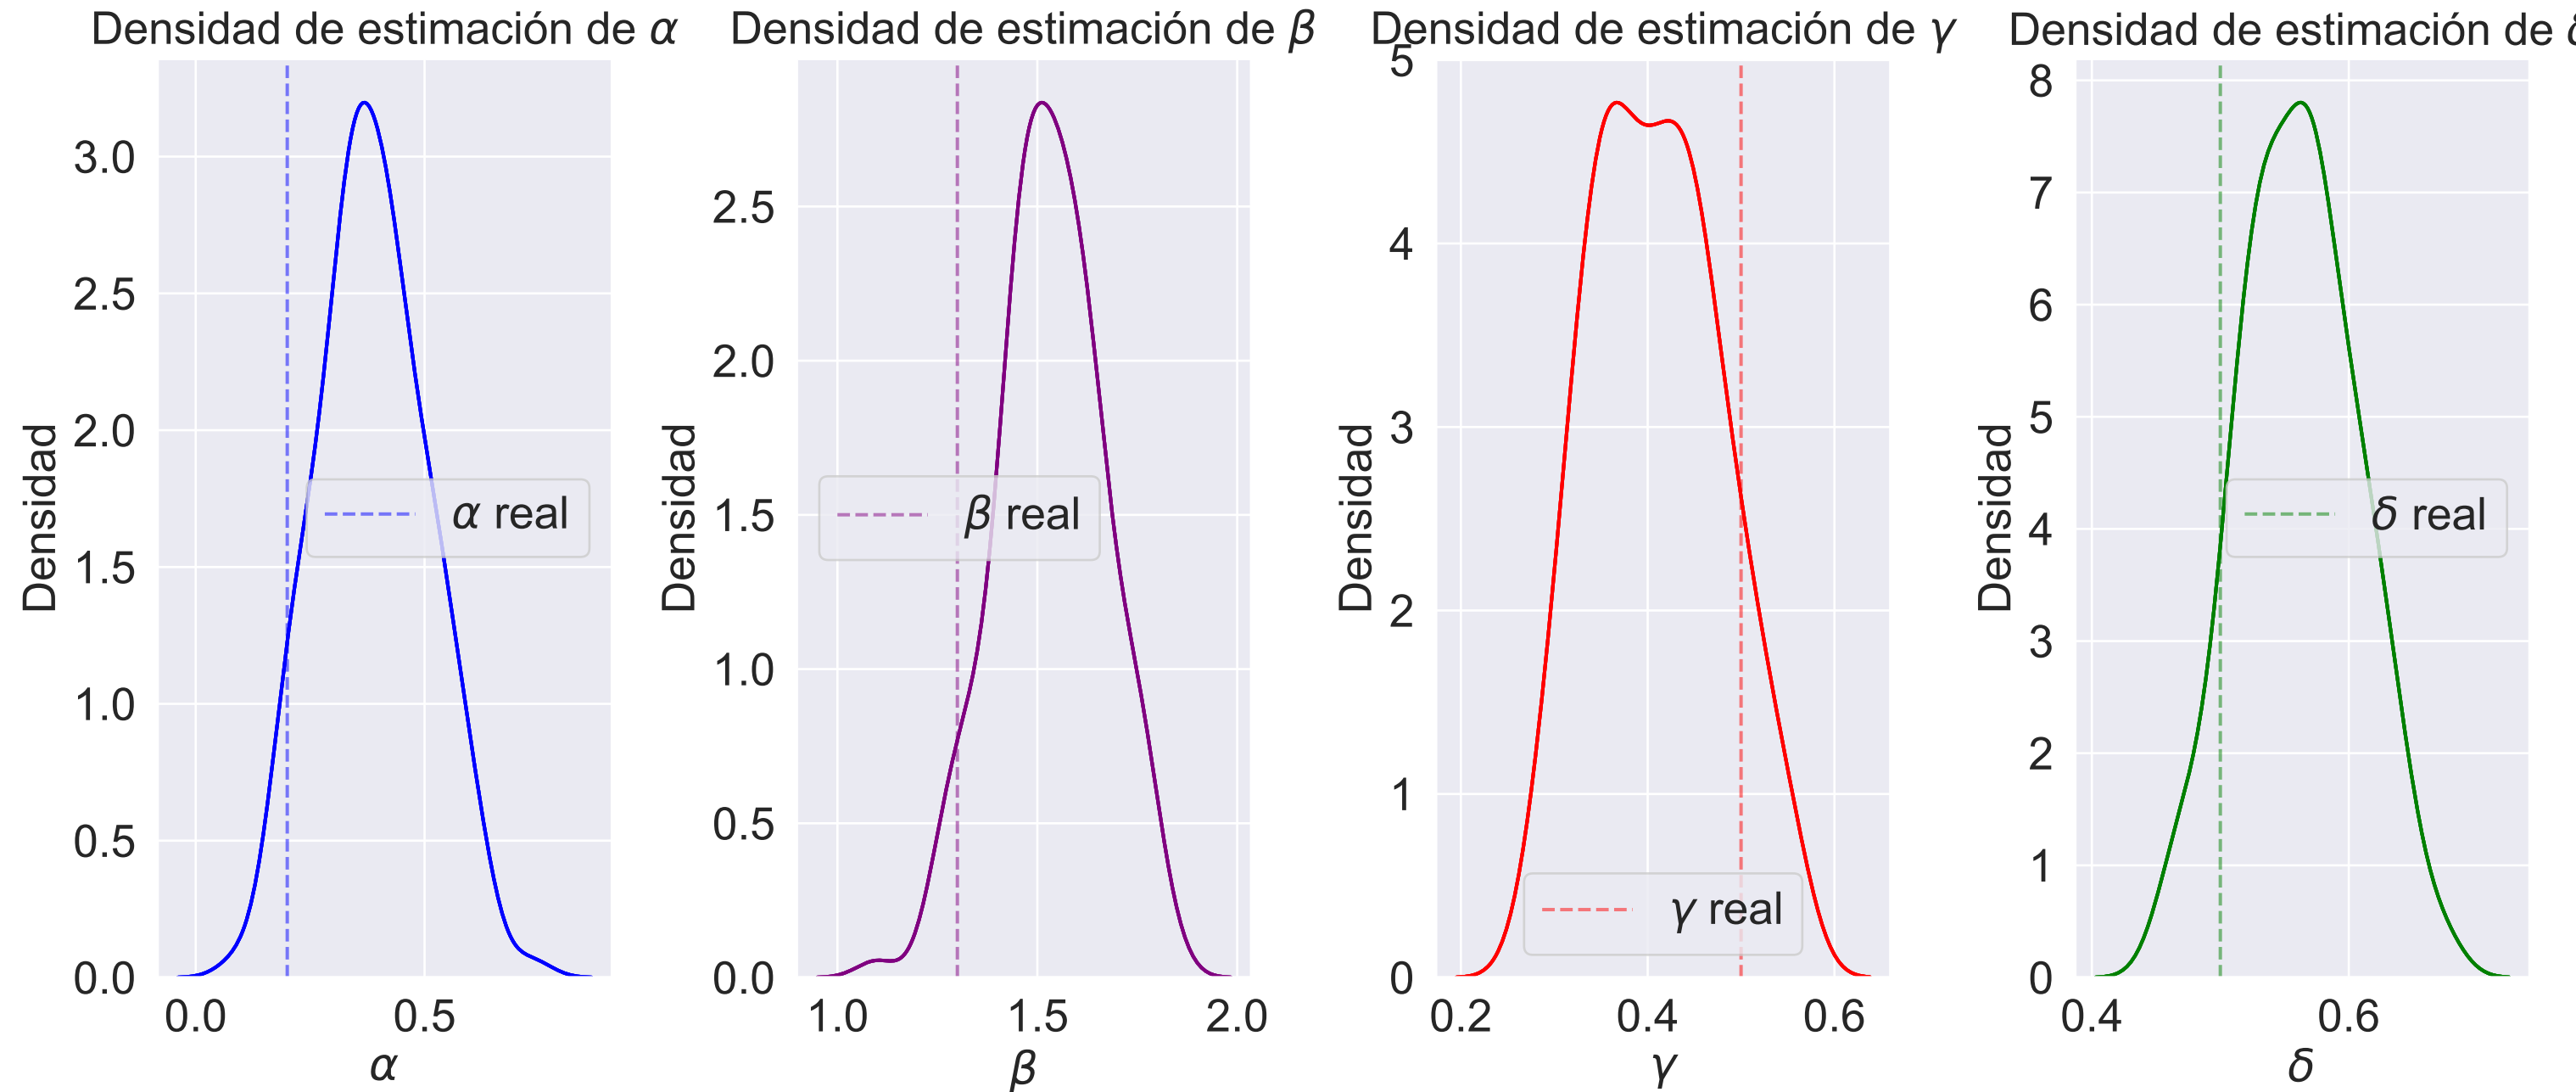 Densidad de estimación de α
Densidad
3.0
2.5
2.0
1.5
1.0
0.5
0.0
α real
0.0 0.5
α
Densidad de estimación de β
Densidad
2.5
2.0
1.5
1.0
0.5
0.0
β real
1.0 1.5 2.0
β
Densidad de estimación de γ
Densidad
5
4
3
2
1
0
γ real
0.2 0.4 0.6
γ
Densidad de estimación de δ
Densidad
8
7
6
5
4
3
2
1
0
δ real
0.4 0.6
δ